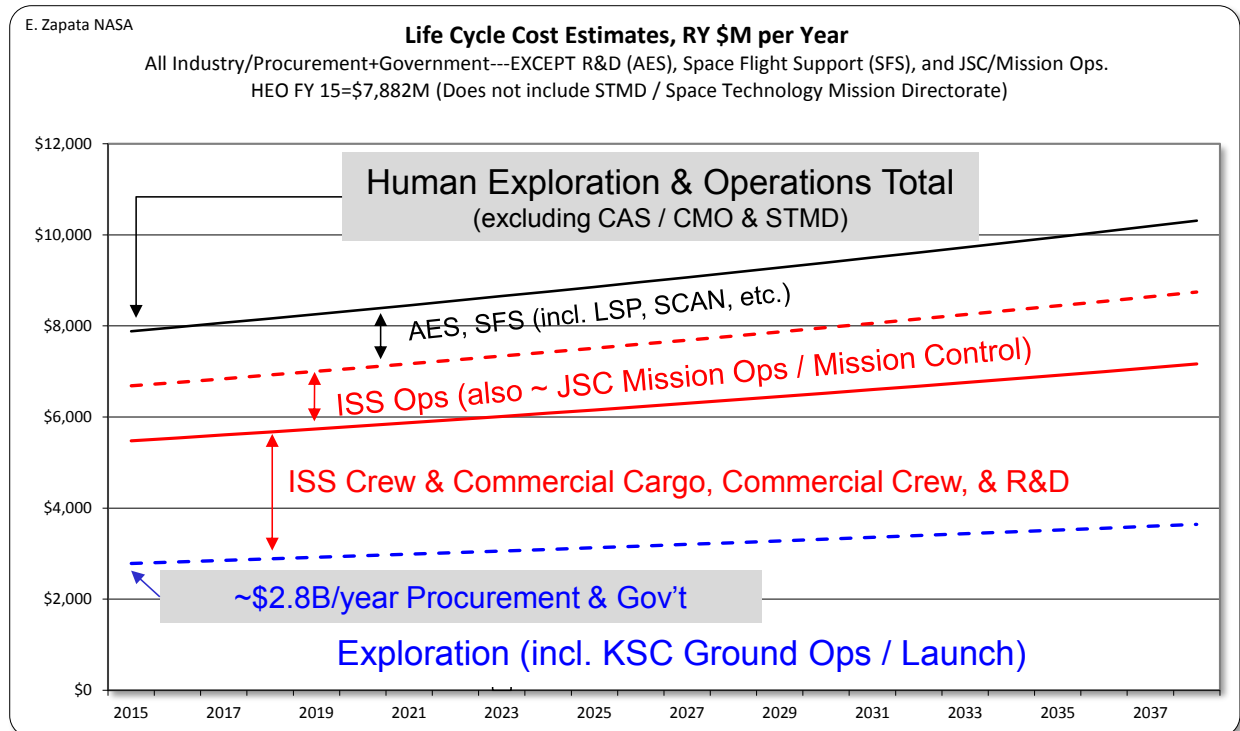 E. Zapata NASA
Life Cycle Cost Estimates, RY $M per Year
All Industry/Procurement+Government---EXCEPT R&D (AES), Space Flight Support (SFS), and JSC/Mission Ops.
HEO FY 15=$7,882M (Does not include STMD / Space Technology Mission Directorate)
$12,000
Human Exploration & Operations Total
(excluding CAS / CMO & STMD)
$10,000
AES, SFS (incl. LSP, SCAN, etc.)
$8,000
ISS Ops (also ~ JSC Mission Ops / Mission Control)
$6,000
ISS Crew & Commercial Cargo, Commercial Crew, & R&D
$4,000
~$2.8B/year Procurement & Gov't
$2,000
Exploration (incl. KSC Ground Ops / Launch)
$0
2015 2017 2019 2021 2023 2025 2027 2029 2031 2033 2035 2037